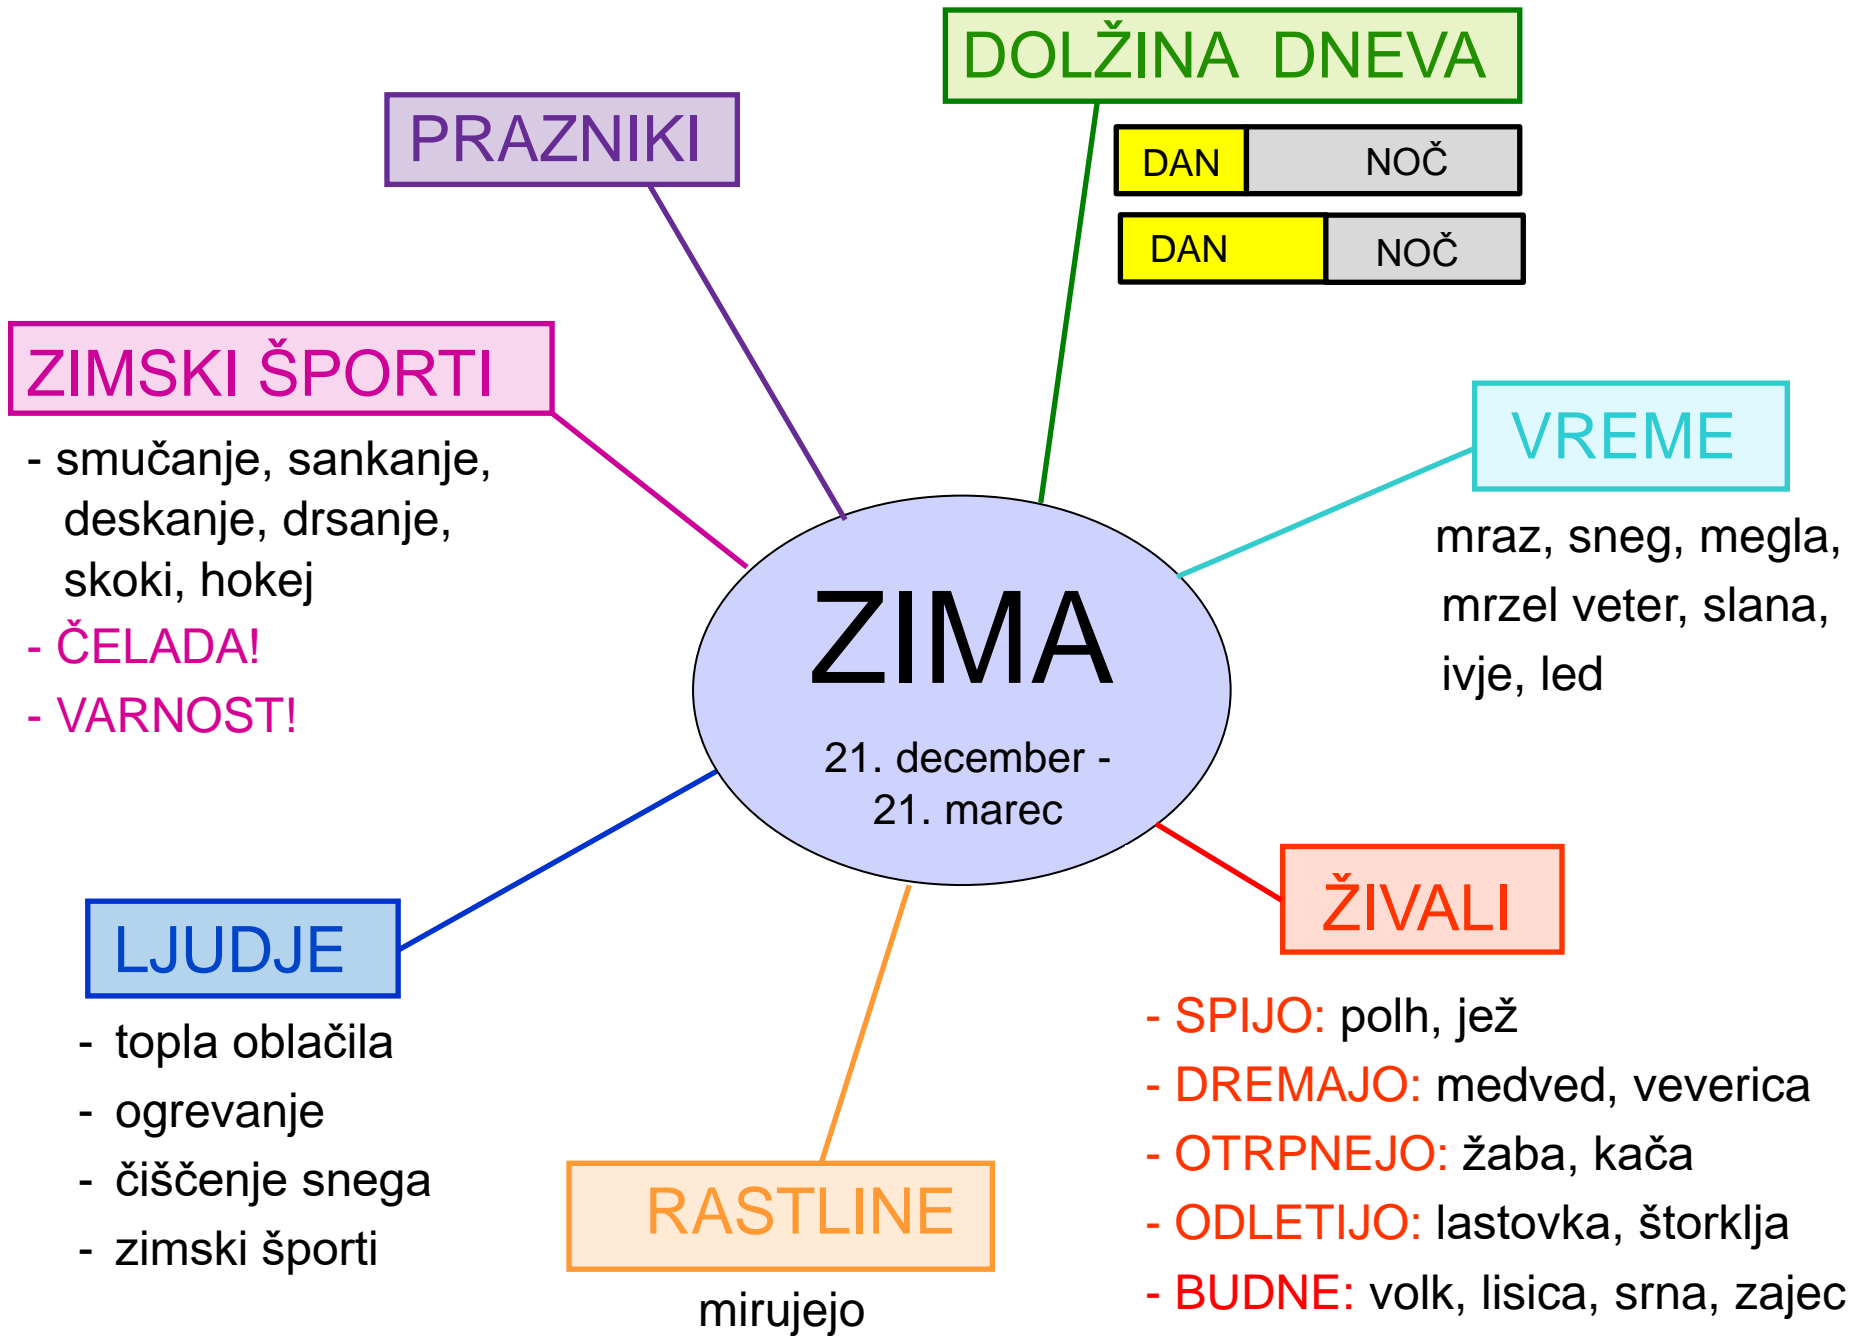 DOLŽINA DNEVA
DAN NOČ
DAN NOČ
PRAZNIKI
ZIMSKI ŠPORTI
- smučanje, sankanje,
deskanje, drsanje,
skoki, hokej
- ČELADA!
- VARNOST!
VREME
mraz, sneg, megla,
mrzel veter, slana,
ivje, led
ZIMA
21. december -
21. marec
LJUDJE
- topla oblačila
- ogrevanje
- čiščenje snega
- zimski športi
RASTLINE
mirujejo
ŽIVALI
- SPIJO: polh, jež
- DREMAJO: medved, veverica
- OTRPNEJO: žaba, kača
- ODLETIJO: lastovka, štorklja
- BUDNE: volk, lisica, srna, zajec